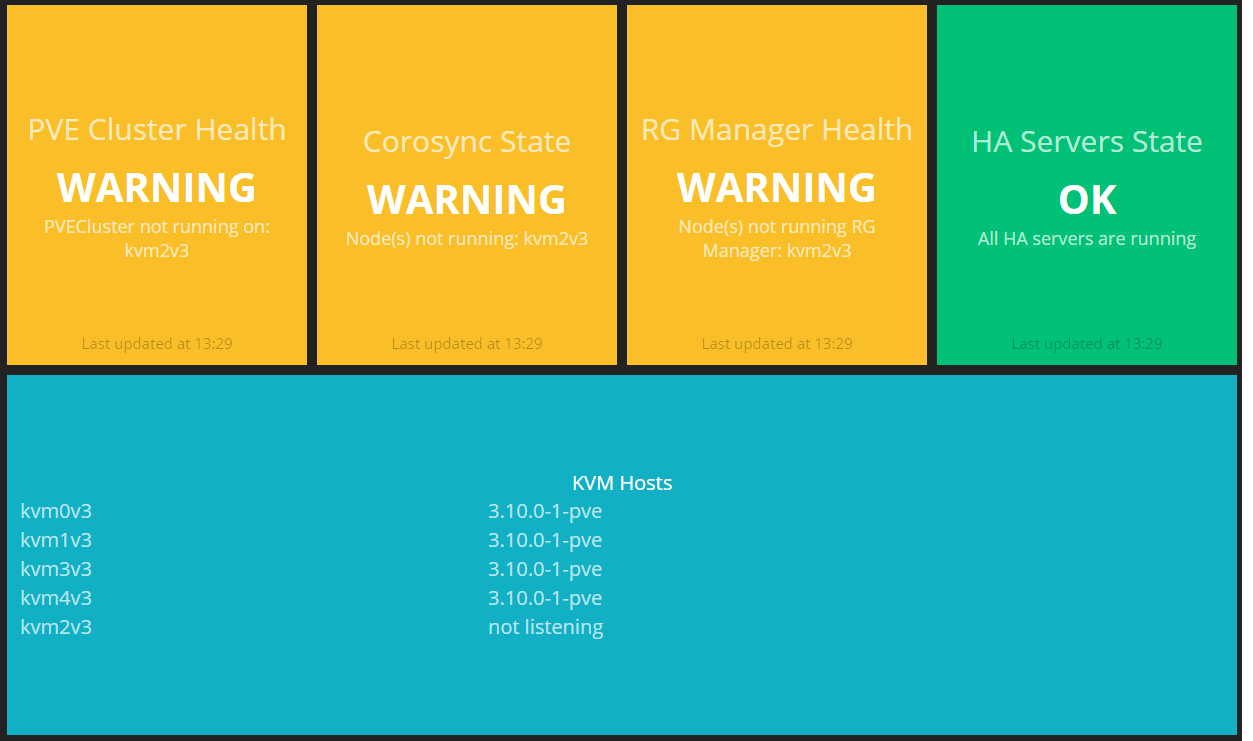 PVE Cluster Health
WARNING
PVECluster not running on:
kvm2v3
Last updated at 13:29
Corosync State
WARNING
Node(s) not running: kvm2v3
Last updated at 13:29
RG Manager Health
WARNING
Node(s) not running RG
Manager: kvm2v3
Last updated at 13:29
HA Servers State
OK
All HA servers are running
Last updated at 13:29
KVM Hosts
kvm0v3 3.10.0-1-pve
kvm1v3 3.10.0-1-pve
kvm3v3 3.10.0-1-pve
kvm4v3 3.10.0-1-pve
kvm2v3 not listening